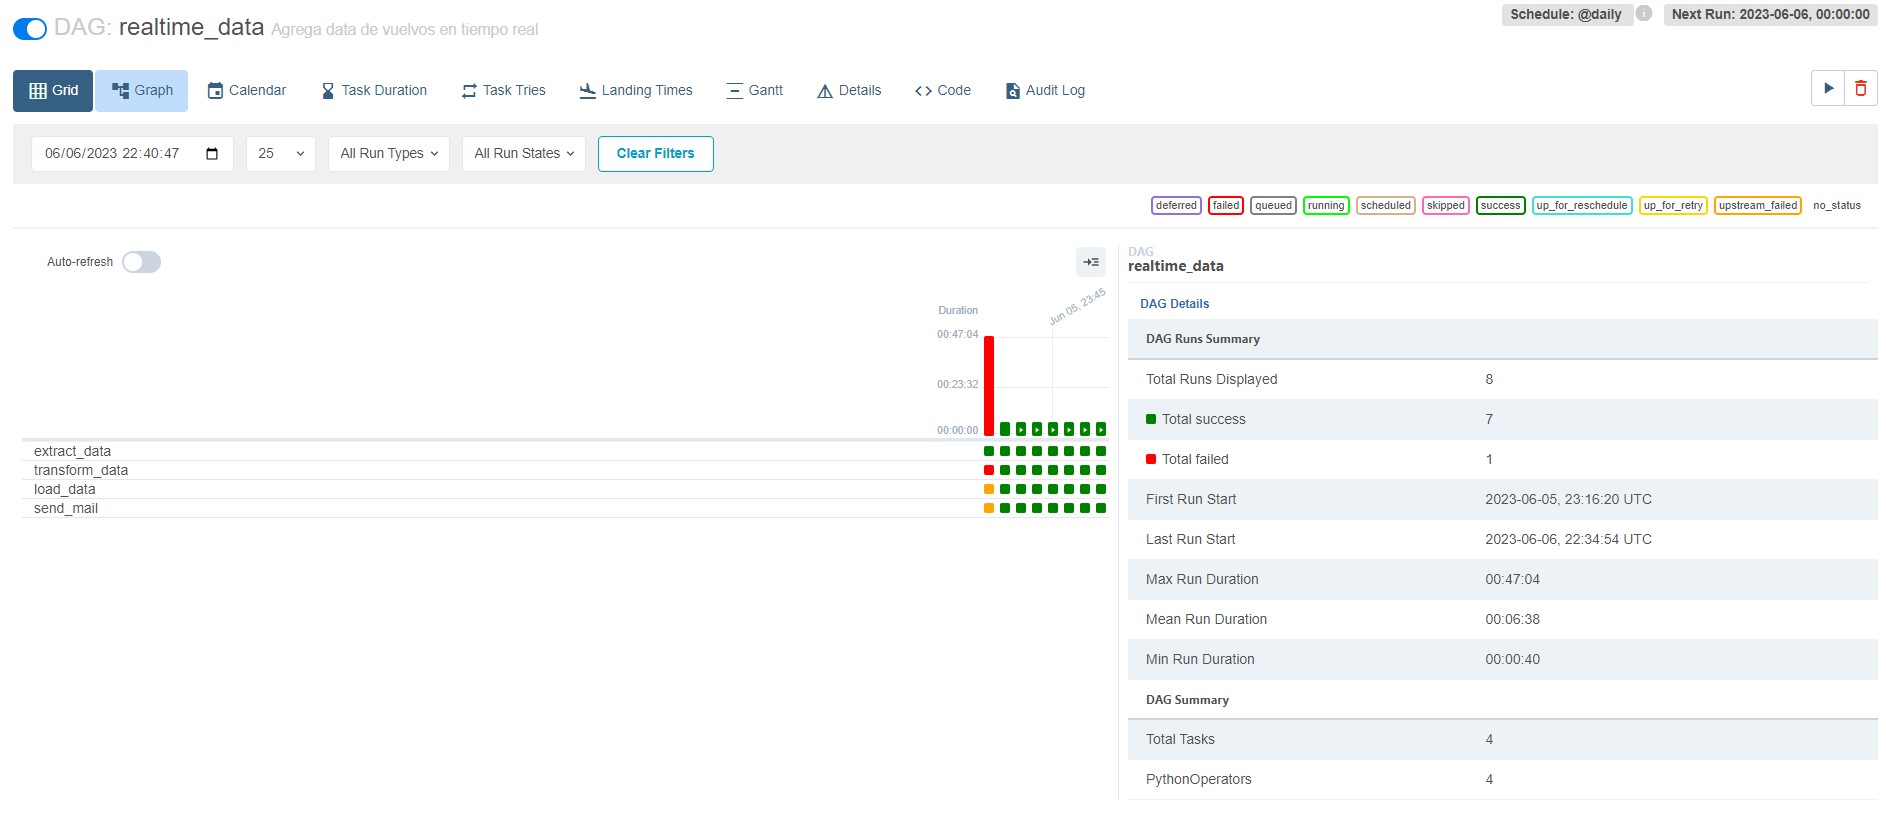 DAG: realtime_data Agrega data de vuelvos en tiempo real
Schedule: @daily
Next Run: 2023-06-06, 00:00:00
Grid
Graph
Calendar
Task Duration
Task Tries
Landing Times
Gantt
Details
Code
Audit Log
06/06/2023 22:40:47
25
All Run Types
All Run States
Clear Filters
deferred
failed
queued
running
scheduled
skipped
success
up_for_reschedule
up_for_retry
upstream_failed
no_status
Auto-refresh
Duration
Jun 05, 23:45
00:47:04
00:23:32
00:00:00
extract_data
transform_data
load_data
send_mail
DAG
realtime_data
DAG Details
DAG Runs Summary
Total Runs Displayed 8
Total success 7
Total failed 1
First Run Start 2023-06-05, 23:16:20 UTC
Last Run Start 2023-06-06, 22:34:54 UTC
Max Run Duration 00:47:04
Mean Run Duration 00:06:38
Min Run Duration 00:00:40
DAG Summary
Total Tasks 4
PythonOperators 4